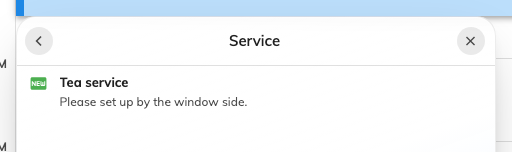 Service
M
NEW
Tea service
Please set up by the window side.
M